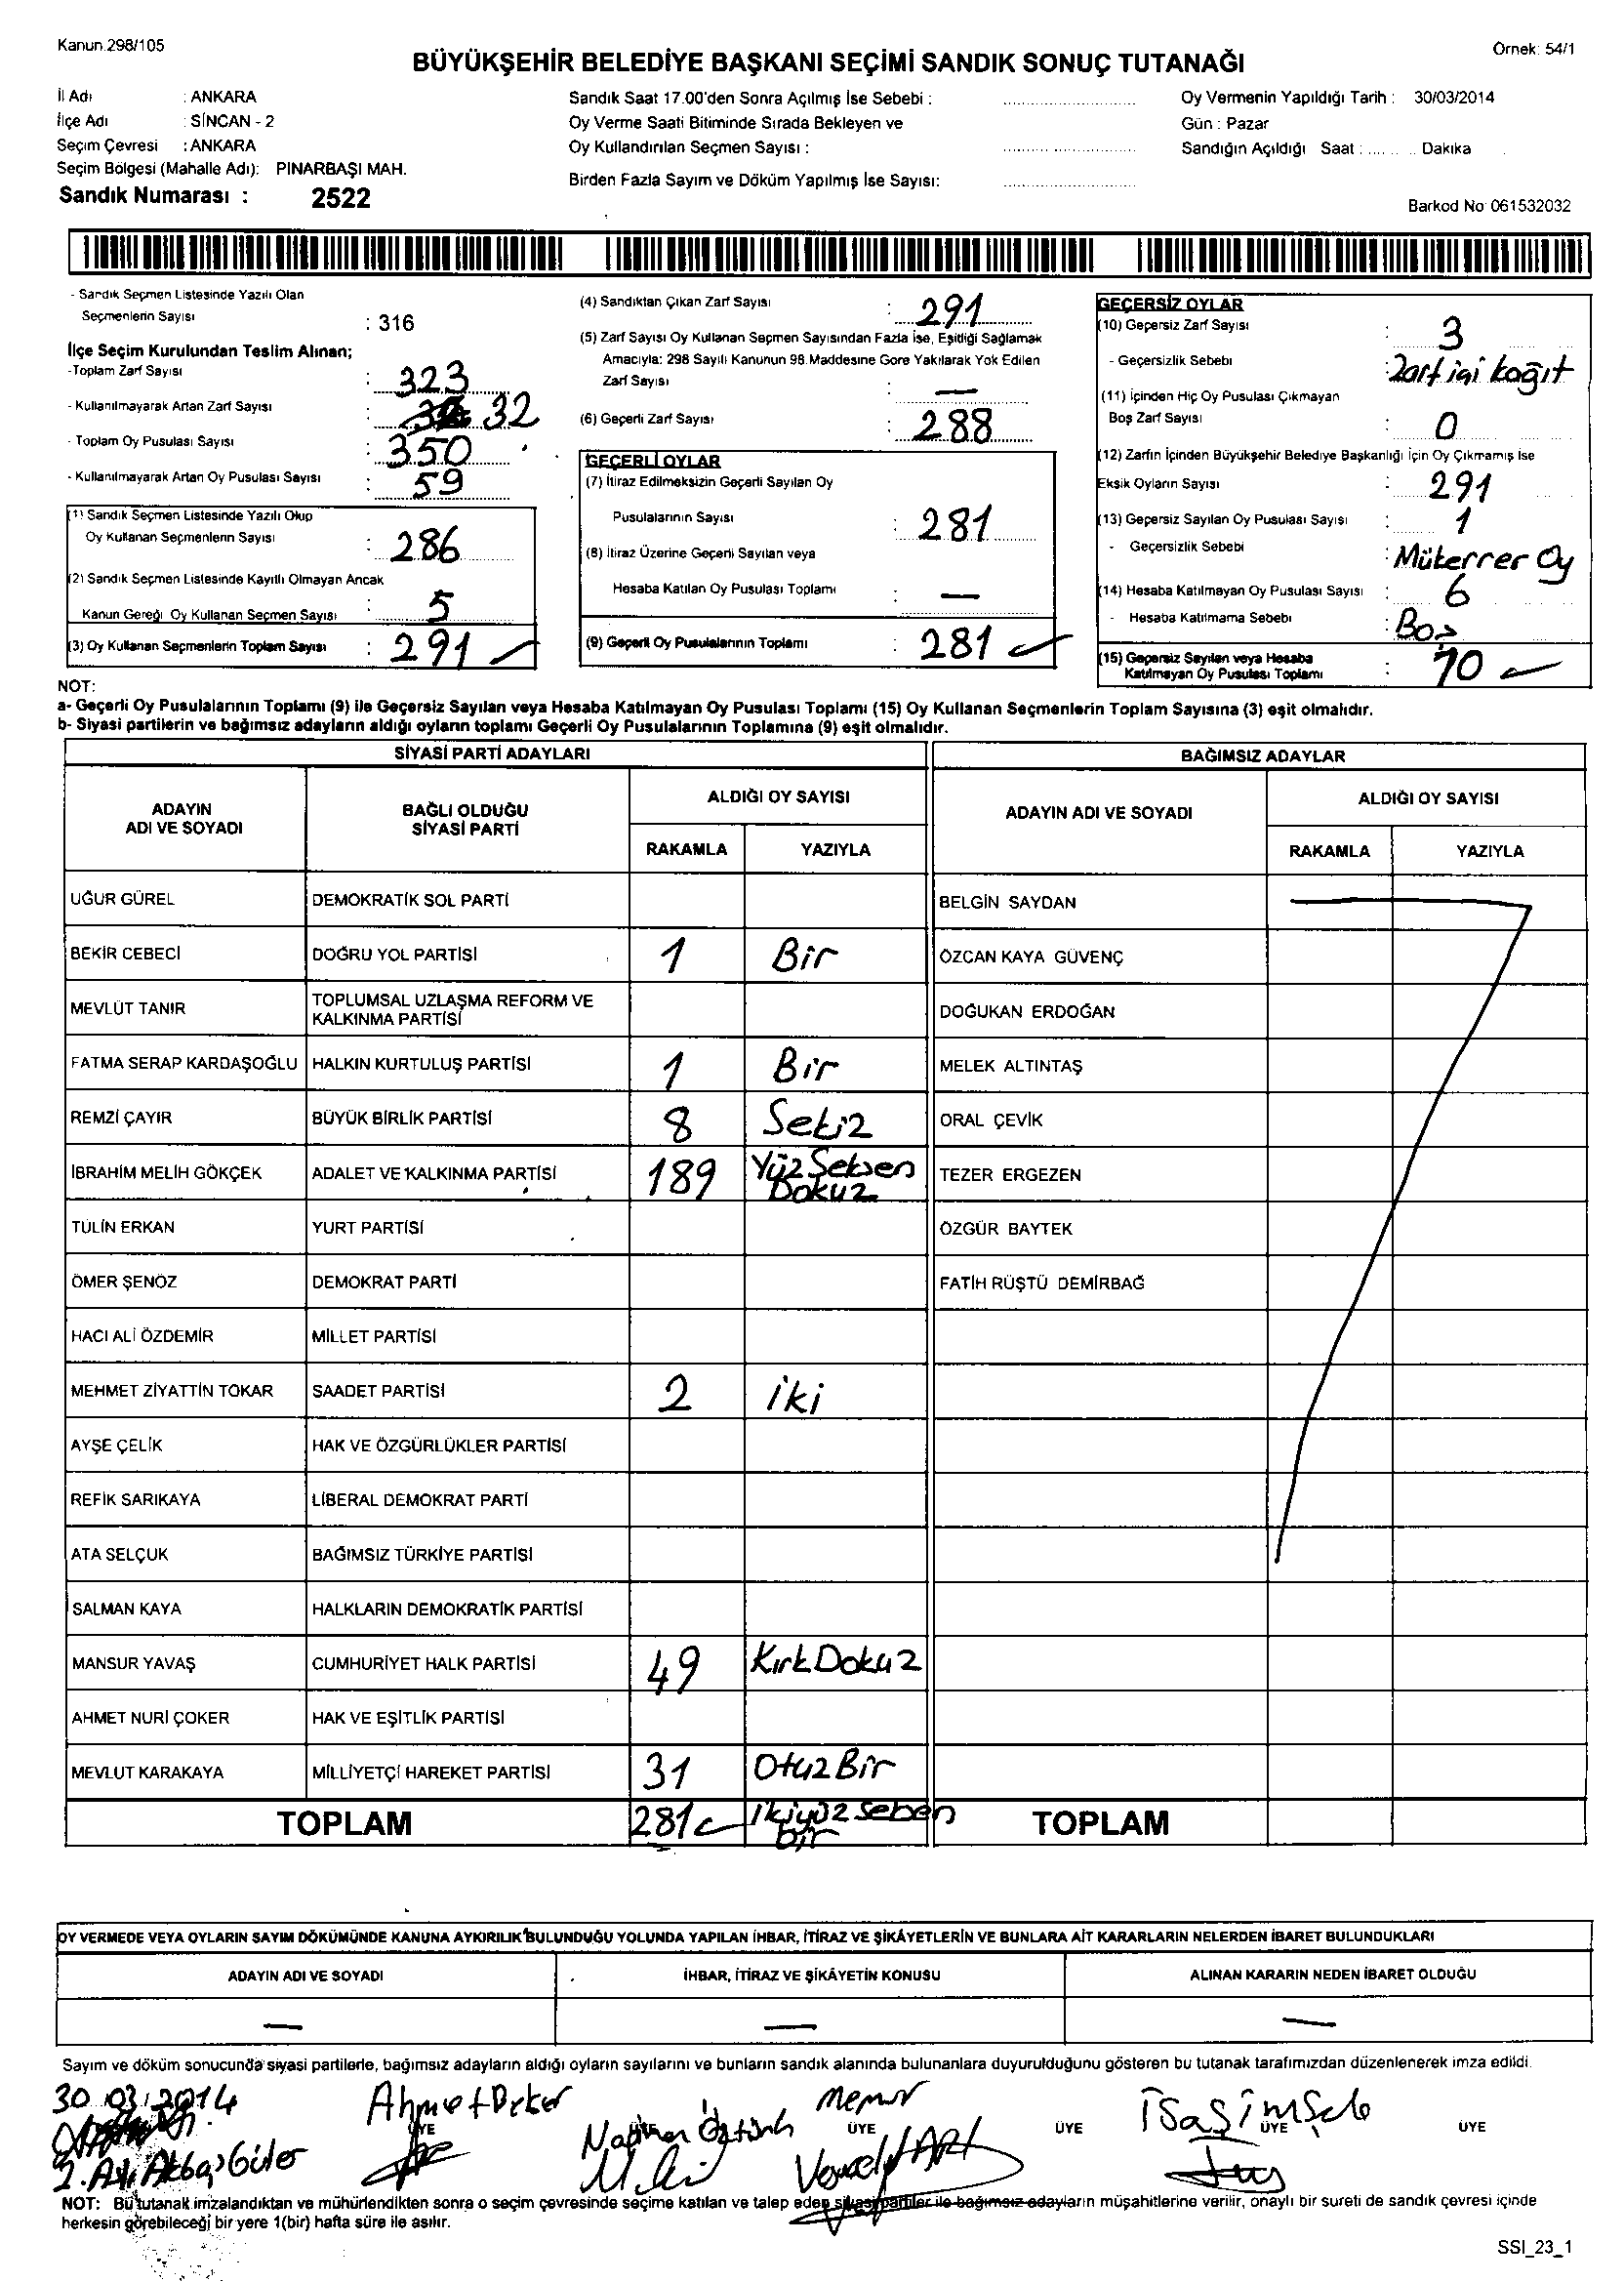 Kanun.298/105
Örnek: 54/1
BÜYÜKŞEHİR BELEDİYE BAŞKANI SEÇİMİ SANDIK SONUÇ TUTANAĞI
İl Adı : ANKARA
İlçe Adı : SİNCAN - 2
Seçim Çevresi : ANKARA
Seçim Bölgesi (Mahalle Adı): PINARBAŞI MAH.
Sandık Numarası : 2522
Sandık Saat 17.00'den Sonra Açılmış İse Sebebi :
Oy Verme Saati Bitiminde Sırada Bekleyen ve
Oy Kullandırılan Seçmen Sayısı :
Birden Fazla Sayım ve Döküm Yapılmış İse Sayısı:
Oy Vermenin Yapıldığı Tarih : 30/03/2014
Gün : Pazar
Sandığın Açıldığı Saat : ...... .. Dakika
Barkod No: 061532032
- Sandık Seçmen Listesinde Yazılı Olan
Seçmenlerin Sayısı : 316
İlçe Seçim Kurulundan Teslim Alınan;
-Toplam Zarf Sayısı : 323
- Kullanılmayarak Artan Zarf Sayısı : 32
- Toplam Oy Pusulası Sayısı : 350
- Kullanılmayarak Artan Oy Pusulası Sayısı : 59
(1) Sandık Seçmen Listesinde Yazılı Olup
Oy Kullanan Seçmenlerin Sayısı : 286
(2) Sandık Seçmen Listesinde Kayıtlı Olmayan Ancak
Kanun Gereği Oy Kullanan Seçmen Sayısı : 5
(3) Oy Kullanan Seçmenlerin Toplam Sayısı : 291
(4) Sandıktan Çıkan Zarf Sayısı : 291
(5) Zarf Sayısı Oy Kullanan Seçmen Sayısından Fazla İse, Eşitliği Sağlamak
Amacıyla: 298 Sayılı Kanunun 98.Maddesine Göre Yakılarak Yok Edilen
Zarf Sayısı : —
(6) Geçerli Zarf Sayısı : 288
GEÇERLİ OYLAR
(7) İtiraz Edilmeksizin Geçerli Sayılan Oy
Pusulalarının Sayısı : 281
(8) İtiraz Üzerine Geçerli Sayılan veya
Hesaba Katılan Oy Pusulası Toplamı : —
(9) Geçerli Oy Pusulalarının Toplamı : 281
GEÇERSİZ OYLAR
(10) Geçersiz Zarf Sayısı : 3
- Geçersizlik Sebebi : Zarf içi kağıt
(11) İçinden Hiç Oy Pusulası Çıkmayan
Boş Zarf Sayısı : 0
(12) Zarfın İçinden Büyükşehir Belediye Başkanlığı İçin Oy Çıkmamış İse
Eksik Oyların Sayısı : 291
(13) Geçersiz Sayılan Oy Pusulası Sayısı : 1
- Geçersizlik Sebebi : Mükerrer Oy
(14) Hesaba Katılmayan Oy Pusulası Sayısı : 6
- Hesaba Katılmama Sebebi : Boş
(15) Geçersiz Sayılan veya Hesaba
Katılmayan Oy Pusulası Toplamı : 10
NOT:
a- Geçerli Oy Pusulalarının Toplamı (9) ile Geçersiz Sayılan veya Hesaba Katılmayan Oy Pusulası Toplamı (15) Oy Kullanan Seçmenlerin Toplam Sayısına (3) eşit olmalıdır.
b- Siyasi partilerin ve bağımsız adayların aldığı oyların toplamı Geçerli Oy Pusulalarının Toplamına (9) eşit olmalıdır.
SİYASİ PARTİ ADAYLARI
ADAYIN ADI VE SOYADI
BAĞLI OLDUĞU SİYASİ PARTİ
ALDIĞI OY SAYISI
RAKAMLA YAZIYLA
UĞUR GÜREL DEMOKRATİK SOL PARTİ
BEKİR CEBECİ DOĞRU YOL PARTİSİ 1 Bir
MEVLÜT TANIR TOPLUMSAL UZLAŞMA REFORM VE KALKINMA PARTİSİ
FATMA SERAP KARDAŞOĞLU HALKIN KURTULUŞ PARTİSİ 1 Bir
REMZİ ÇAYIR BÜYÜK BİRLİK PARTİSİ 8 Sekiz
İBRAHİM MELİH GÖKÇEK ADALET VE KALKINMA PARTİSİ 189 Yüz Seksen Dokuz
TÜLİN ERKAN YURT PARTİSİ
ÖMER ŞENÖZ DEMOKRAT PARTİ
HACI ALİ ÖZDEMİR MİLLET PARTİSİ
MEHMET ZİYATTİN TOKAR SAADET PARTİSİ 2 iki
AYŞE ÇELİK HAK VE ÖZGÜRLÜKLER PARTİSİ
REFİK SARIKAYA LİBERAL DEMOKRAT PARTİ
ATA SELÇUK BAĞIMSIZ TÜRKİYE PARTİSİ
SALMAN KAYA HALKLARIN DEMOKRATİK PARTİSİ
MANSUR YAVAŞ CUMHURİYET HALK PARTİSİ 49 Kırk Dokuz
AHMET NURİ ÇOKER HAK VE EŞİTLİK PARTİSİ
MEVLÜT KARAKAYA MİLLİYETÇİ HAREKET PARTİSİ 31 Otuz Bir
TOPLAM 281 ikiyüz seksen bir
BAĞIMSIZ ADAYLAR
ADAYIN ADI VE SOYADI
ALDIĞI OY SAYISI
RAKAMLA YAZIYLA
BELGİN SAYDAN
ÖZCAN KAYA GÜVENÇ
DOĞUKAN ERDOĞAN
MELEK ALTINTAŞ
ORAL ÇEVİK
TEZER ERGEZEN
ÖZGÜR BAYTEK
FATİH RÜŞTÜ DEMİRBAĞ
TOPLAM
OY VERMEDE VEYA OYLARIN SAYIM DÖKÜMÜNDE KANUNA AYKIRILIK BULUNDUĞU YOLUNDA YAPILAN İHBAR, İTİRAZ VE ŞİKÂYETLERİN VE BUNLARA AİT KARARLARIN NELERDEN İBARET BULUNDUKLARI
ADAYIN ADI VE SOYADI İHBAR, İTİRAZ VE ŞİKÂYETİN KONUSU ALINAN KARARIN NEDEN İBARET OLDUĞU
— — —
Sayım ve döküm sonucunda siyasi partilerle, bağımsız adayların aldığı oyların sayılarını ve bunların sandık alanında bulunanlara duyurulduğunu gösteren bu tutanak tarafımızdan düzenlenerek imza edildi.
30.03.2014
ÜYE ÜYE ÜYE ÜYE ÜYE
NOT: Bu tutanak imzalandıktan ve mühürlendikten sonra o seçim çevresinde seçime katılan ve talep eden siyasi partiler ile bağımsız adayların müşahitlerine verilir, onaylı bir sureti de sandık çevresi içinde
herkesin görebileceği bir yere 1(bir) hafta süre ile asılır.
SSI_23_1